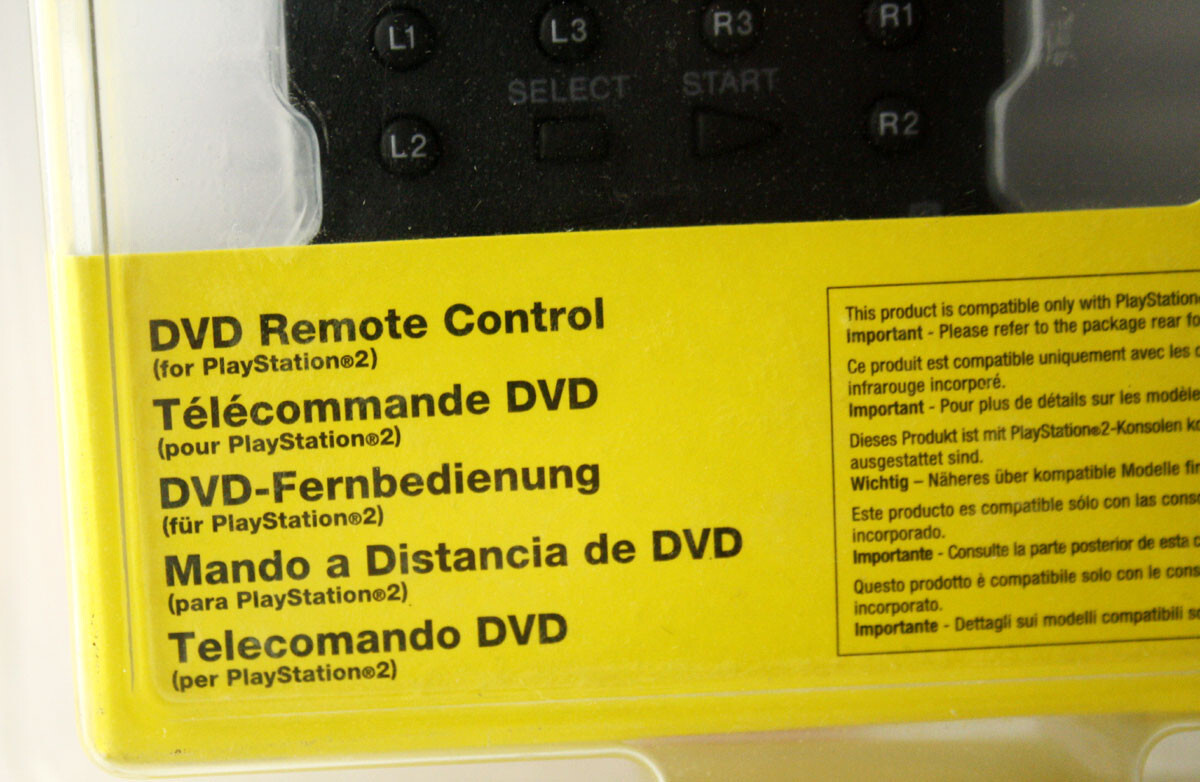 L1 L3 R3 R1
SELECT START
L2 R2
DVD Remote Control
(for PlayStation®2)
Télécommande DVD
(pour PlayStation®2)
DVD-Fernbedienung
(für PlayStation®2)
Mando a Distancia de DVD
(para PlayStation®2)
Telecomando DVD
(per PlayStation®2)
This product is compatible only with PlayStation
Important - Please refer to the package rear fo
Ce produit est compatible uniquement avec les
infrarouge incorporé.
Important - Pour plus de détails sur les modèle
Dieses Produkt ist mit PlayStation®2-Konsolen ko
ausgestattet sind.
Wichtig – Näheres über kompatible Modelle fin
Este producto es compatible sólo con las cons
incorporado.
Importante - Consulte la parte posterior de esta c
Questo prodotto è compatibile solo con le cons
incorporato.
Importante - Dettagli sui modelli compatibili s